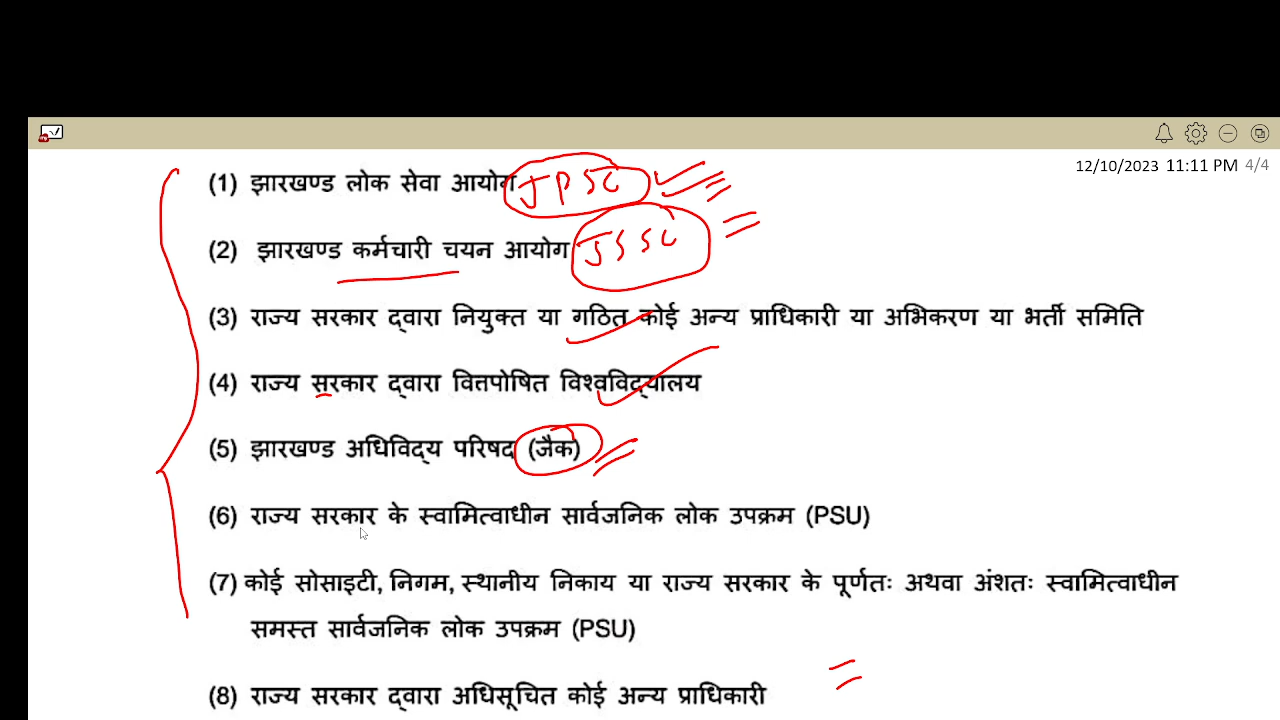 12/10/2023 11:11 PM 4/4
(1) झारखण्ड लोक सेवा आयोग JPSC
(2) झारखण्ड कर्मचारी चयन आयोग JSSC
(3) राज्य सरकार द्वारा नियुक्त या गठित कोई अन्य प्राधिकारी या अभिकरण या भर्ती समिति
(4) राज्य सरकार द्वारा वित्तपोषित विश्वविद्यालय
(5) झारखण्ड अधिविद्य परिषद (जैक)
(6) राज्य सरकार के स्वामित्वाधीन सार्वजनिक लोक उपक्रम (PSU)
(7) कोई सोसाइटी, निगम, स्थानीय निकाय या राज्य सरकार के पूर्णतः अथवा अंशतः स्वामित्वाधीन
समस्त सार्वजनिक लोक उपक्रम (PSU)
(8) राज्य सरकार द्वारा अधिसूचित कोई अन्य प्राधिकारी